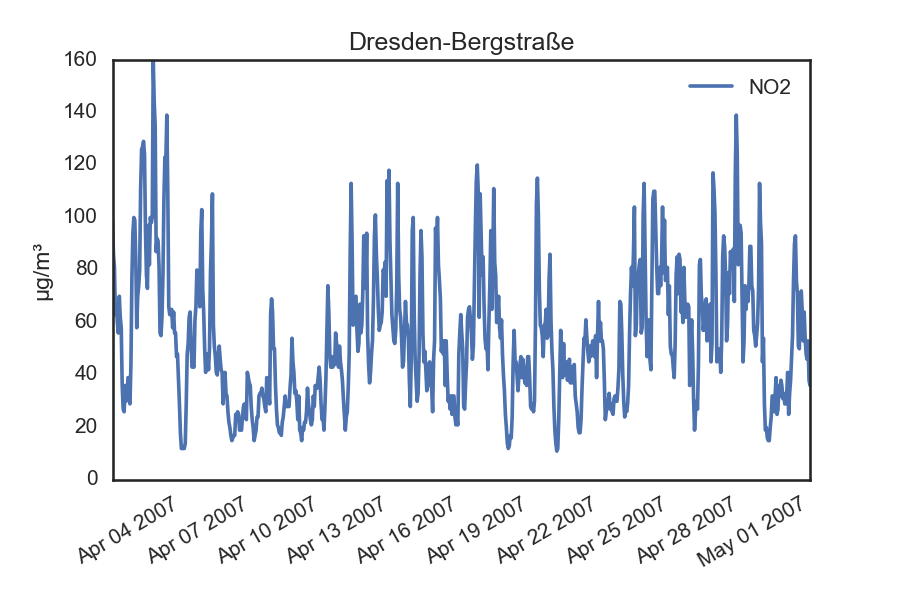 Dresden-Bergstraße
NO2
µg/m³
160
140
120
100
80
60
40
20
0
Apr 04 2007
Apr 07 2007
Apr 10 2007
Apr 13 2007
Apr 16 2007
Apr 19 2007
Apr 22 2007
Apr 25 2007
Apr 28 2007
May 01 2007